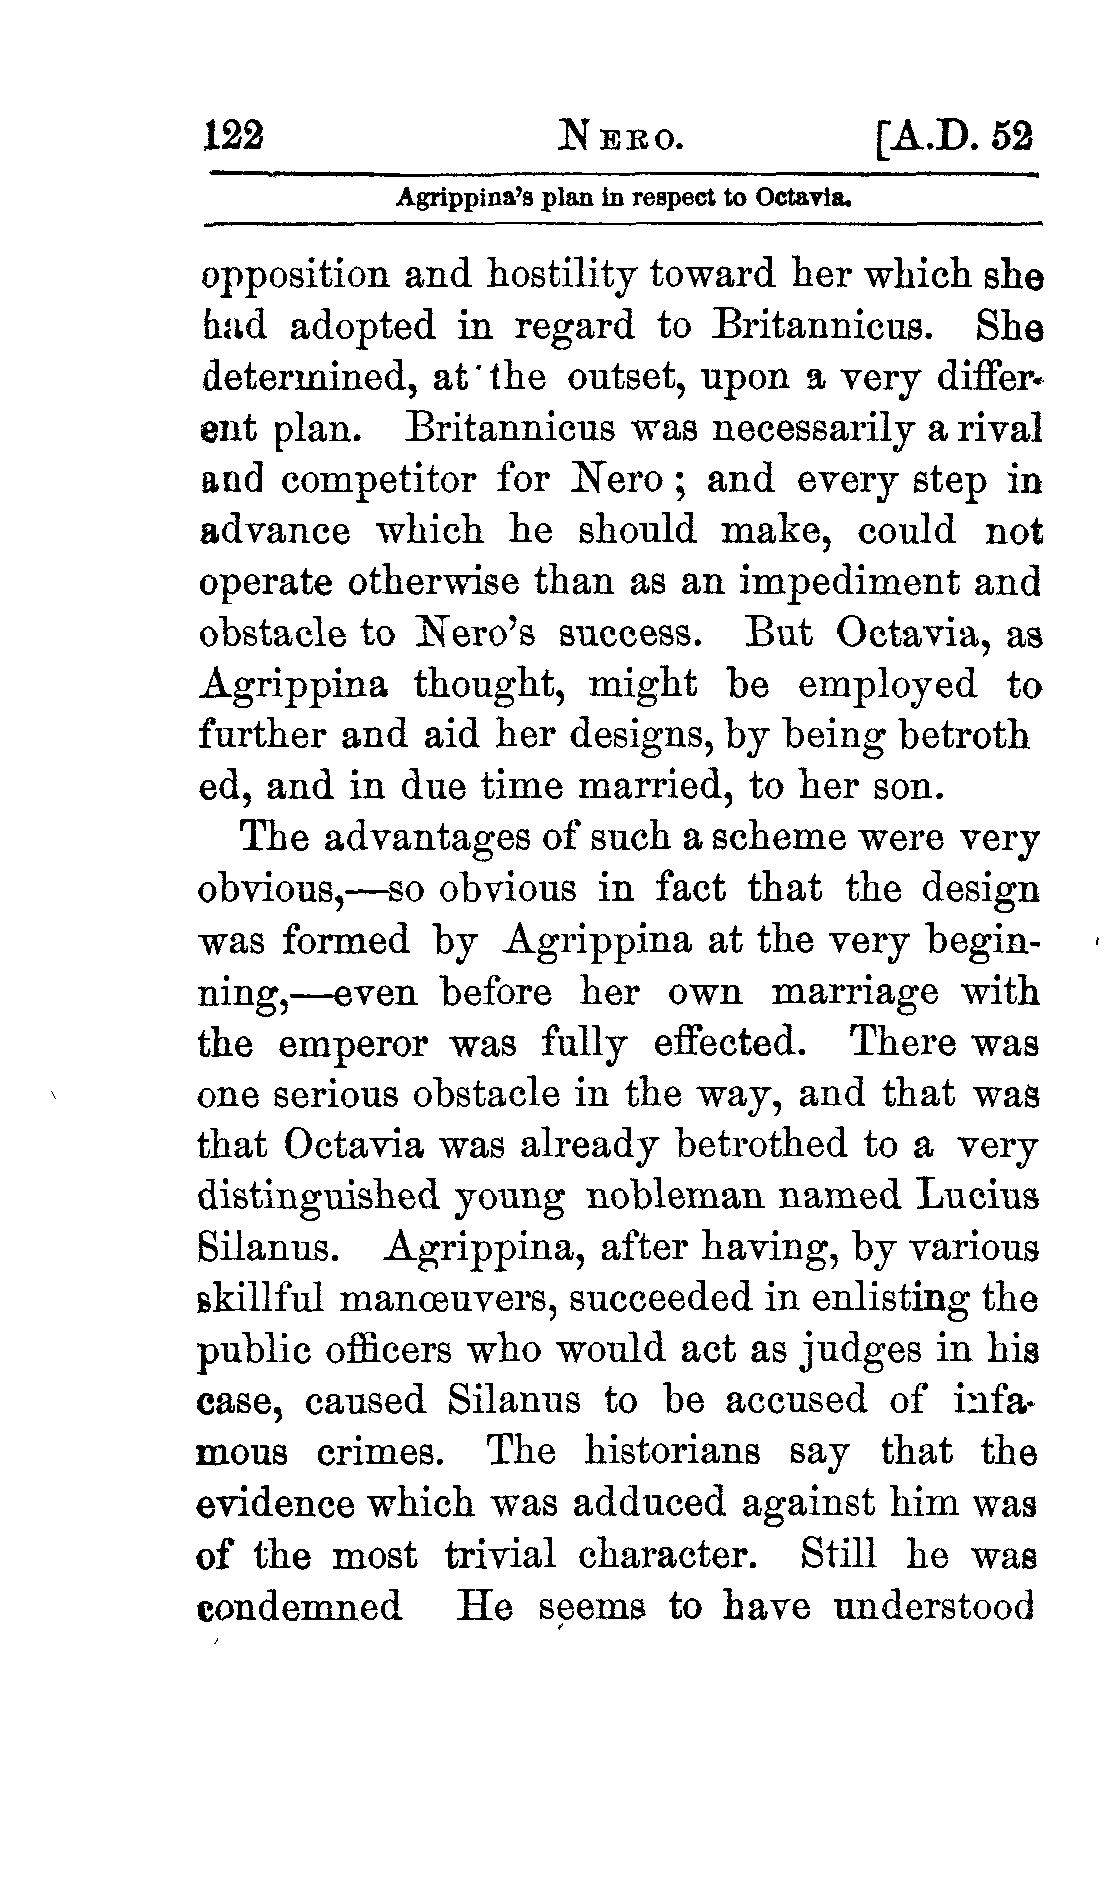 122 NERO. [A.D. 52
Agrippina's plan in respect to Octavia.
opposition and hostility toward her which she
had adopted in regard to Britannicus. She
determined, at the outset, upon a very differ-
ent plan. Britannicus was necessarily a rival
and competitor for Nero ; and every step in
advance which he should make, could not
operate otherwise than as an impediment and
obstacle to Nero's success. But Octavia, as
Agrippina thought, might be employed to
further and aid her designs, by being betroth
ed, and in due time married, to her son.
The advantages of such a scheme were very
obvious,—so obvious in fact that the design
was formed by Agrippina at the very begin-
ning,—even before her own marriage with
the emperor was fully effected. There was
one serious obstacle in the way, and that was
that Octavia was already betrothed to a very
distinguished young nobleman named Lucius
Silanus. Agrippina, after having, by various
skillful manœuvers, succeeded in enlisting the
public officers who would act as judges in his
case, caused Silanus to be accused of infa-
mous crimes. The historians say that the
evidence which was adduced against him was
of the most trivial character. Still he was
condemned He seems to have understood